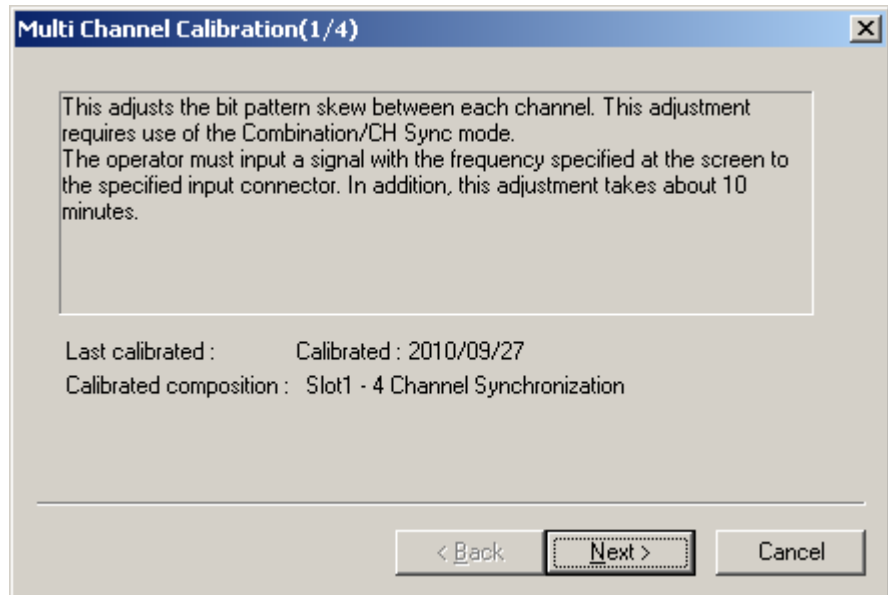 Multi Channel Calibration(1/4)
This adjusts the bit pattern skew between each channel. This adjustment
requires use of the Combination/CH Sync mode.
The operator must input a signal with the frequency specified at the screen to
the specified input connector. In addition, this adjustment takes about 10
minutes.
Last calibrated : Calibrated : 2010/09/27
Calibrated composition : Slot1 - 4 Channel Synchronization
< Back Next > Cancel